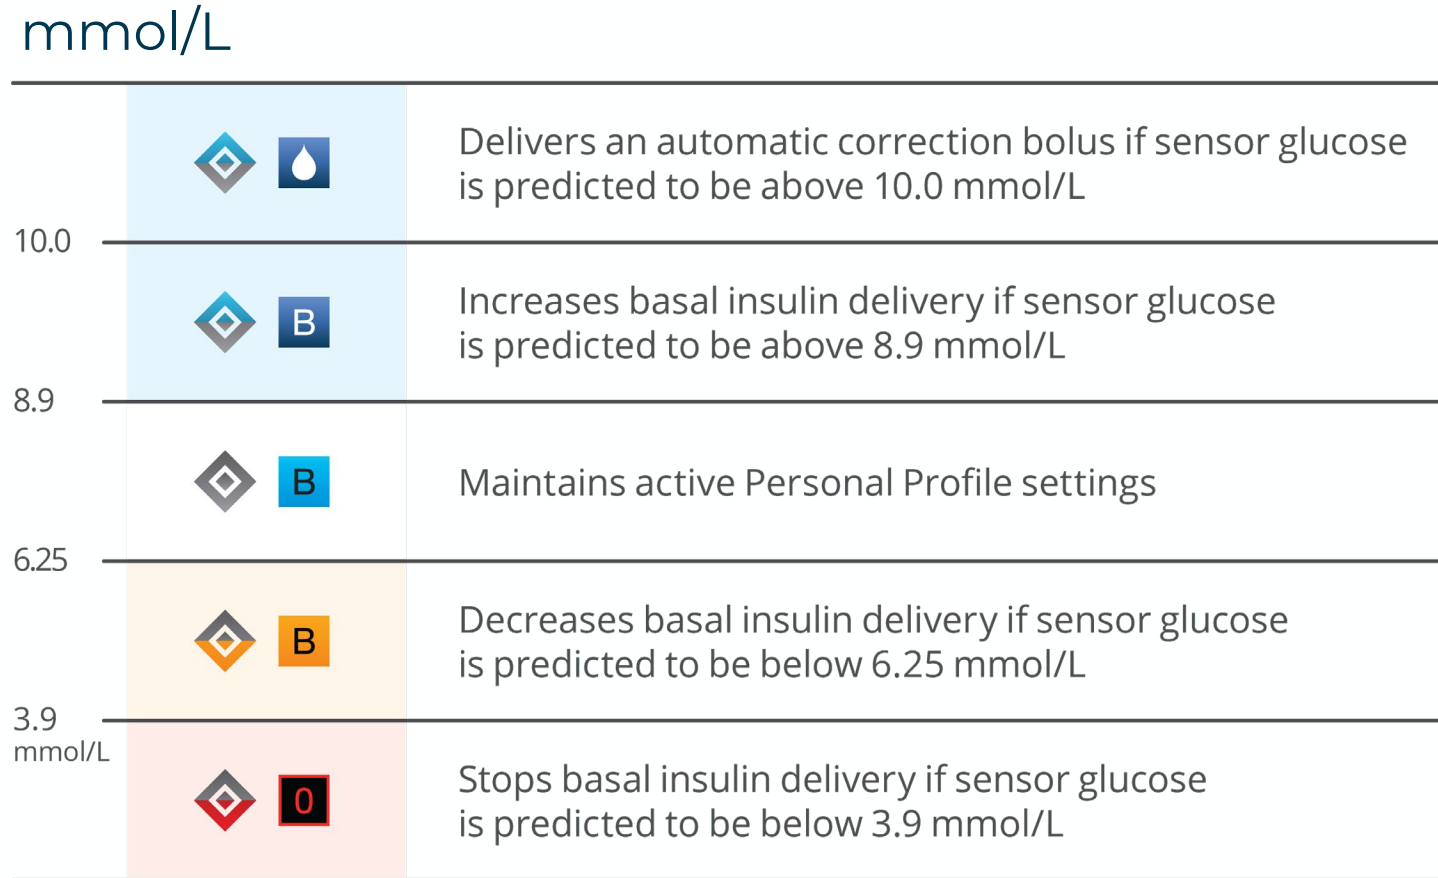 mmol/L
Delivers an automatic correction bolus if sensor glucose
is predicted to be above 10.0 mmol/L
10.0
B
Increases basal insulin delivery if sensor glucose
is predicted to be above 8.9 mmol/L
8.9
B
Maintains active Personal Profile settings
6.25
B
Decreases basal insulin delivery if sensor glucose
is predicted to be below 6.25 mmol/L
3.9
mmol/L
0
Stops basal insulin delivery if sensor glucose
is predicted to be below 3.9 mmol/L